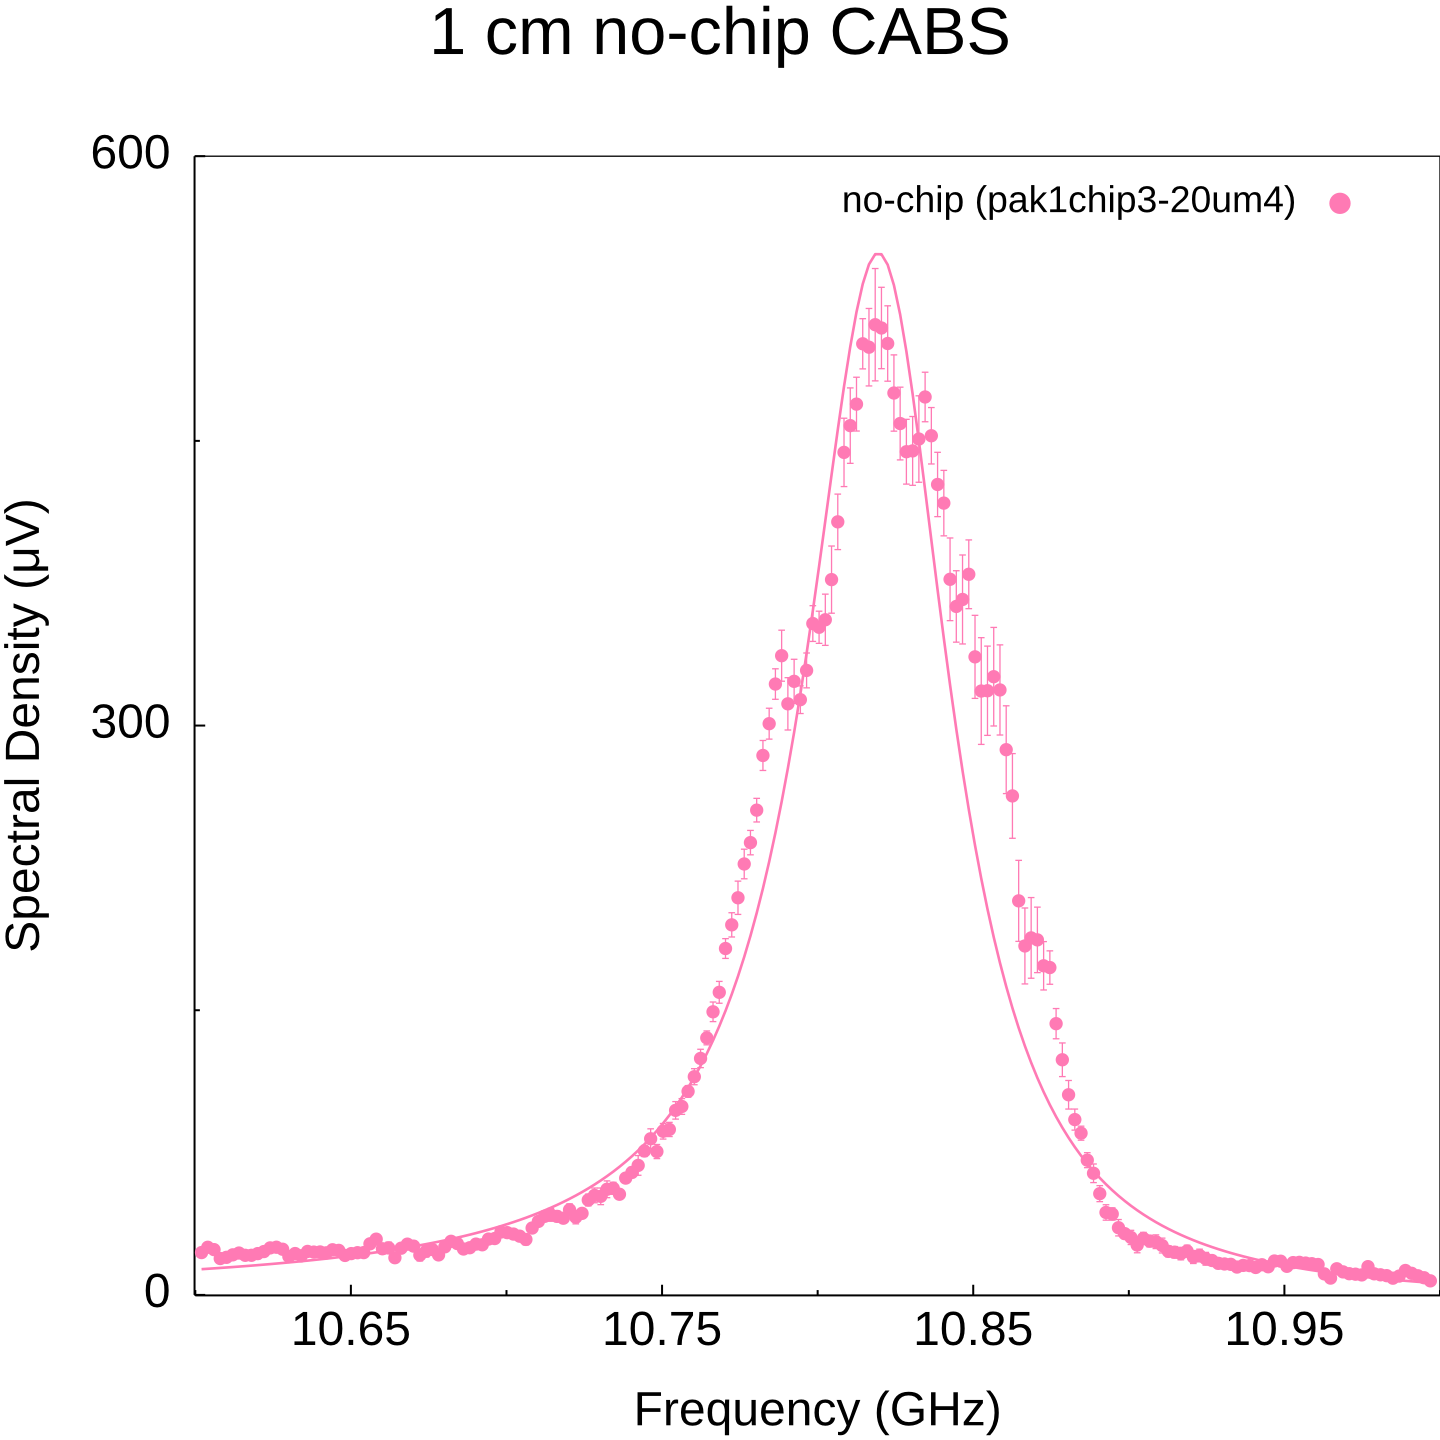 1 cm no-chip CABS
600
no-chip (pak1chip3-20um4)
300
Spectral Density (µV)
0
10.65 10.75 10.85 10.95
Frequency (GHz)